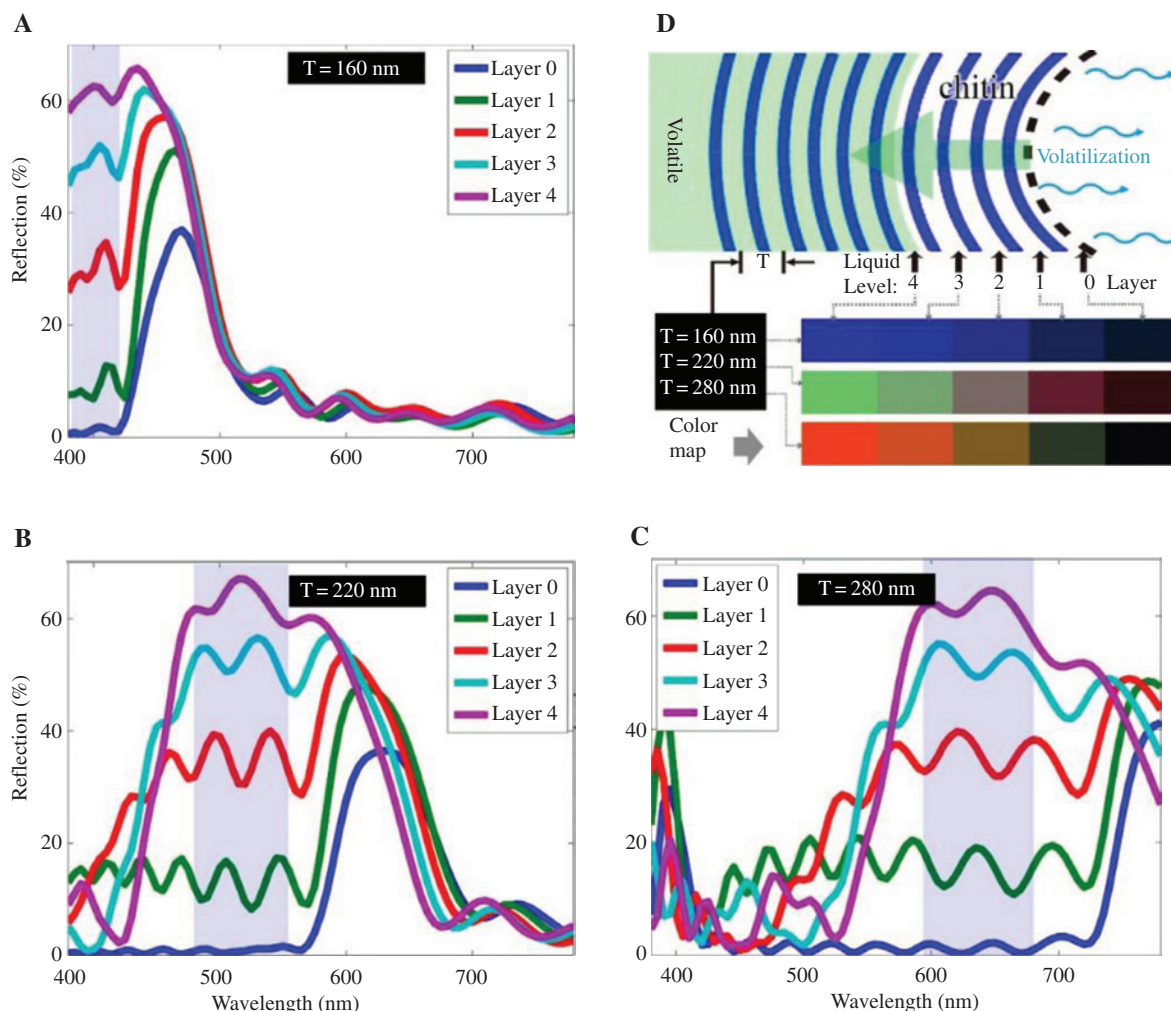 A
T = 160 nm
Layer 0
Layer 1
Layer 2
Layer 3
Layer 4
Reflection (%)
60
40
20
0
400
500
600
700
D
Volatile
chitin
Volatilization
T
Liquid
Level:
4
3
2
1
0
Layer
T = 160 nm
T = 220 nm
T = 280 nm
Color
map
B
T = 220 nm
Layer 0
Layer 1
Layer 2
Layer 3
Layer 4
Reflection (%)
60
40
20
0
400
500
600
700
Wavelength (nm)
C
T = 280 nm
Layer 0
Layer 1
Layer 2
Layer 3
Layer 4
60
40
20
0
400
500
600
700
Wavelength (nm)